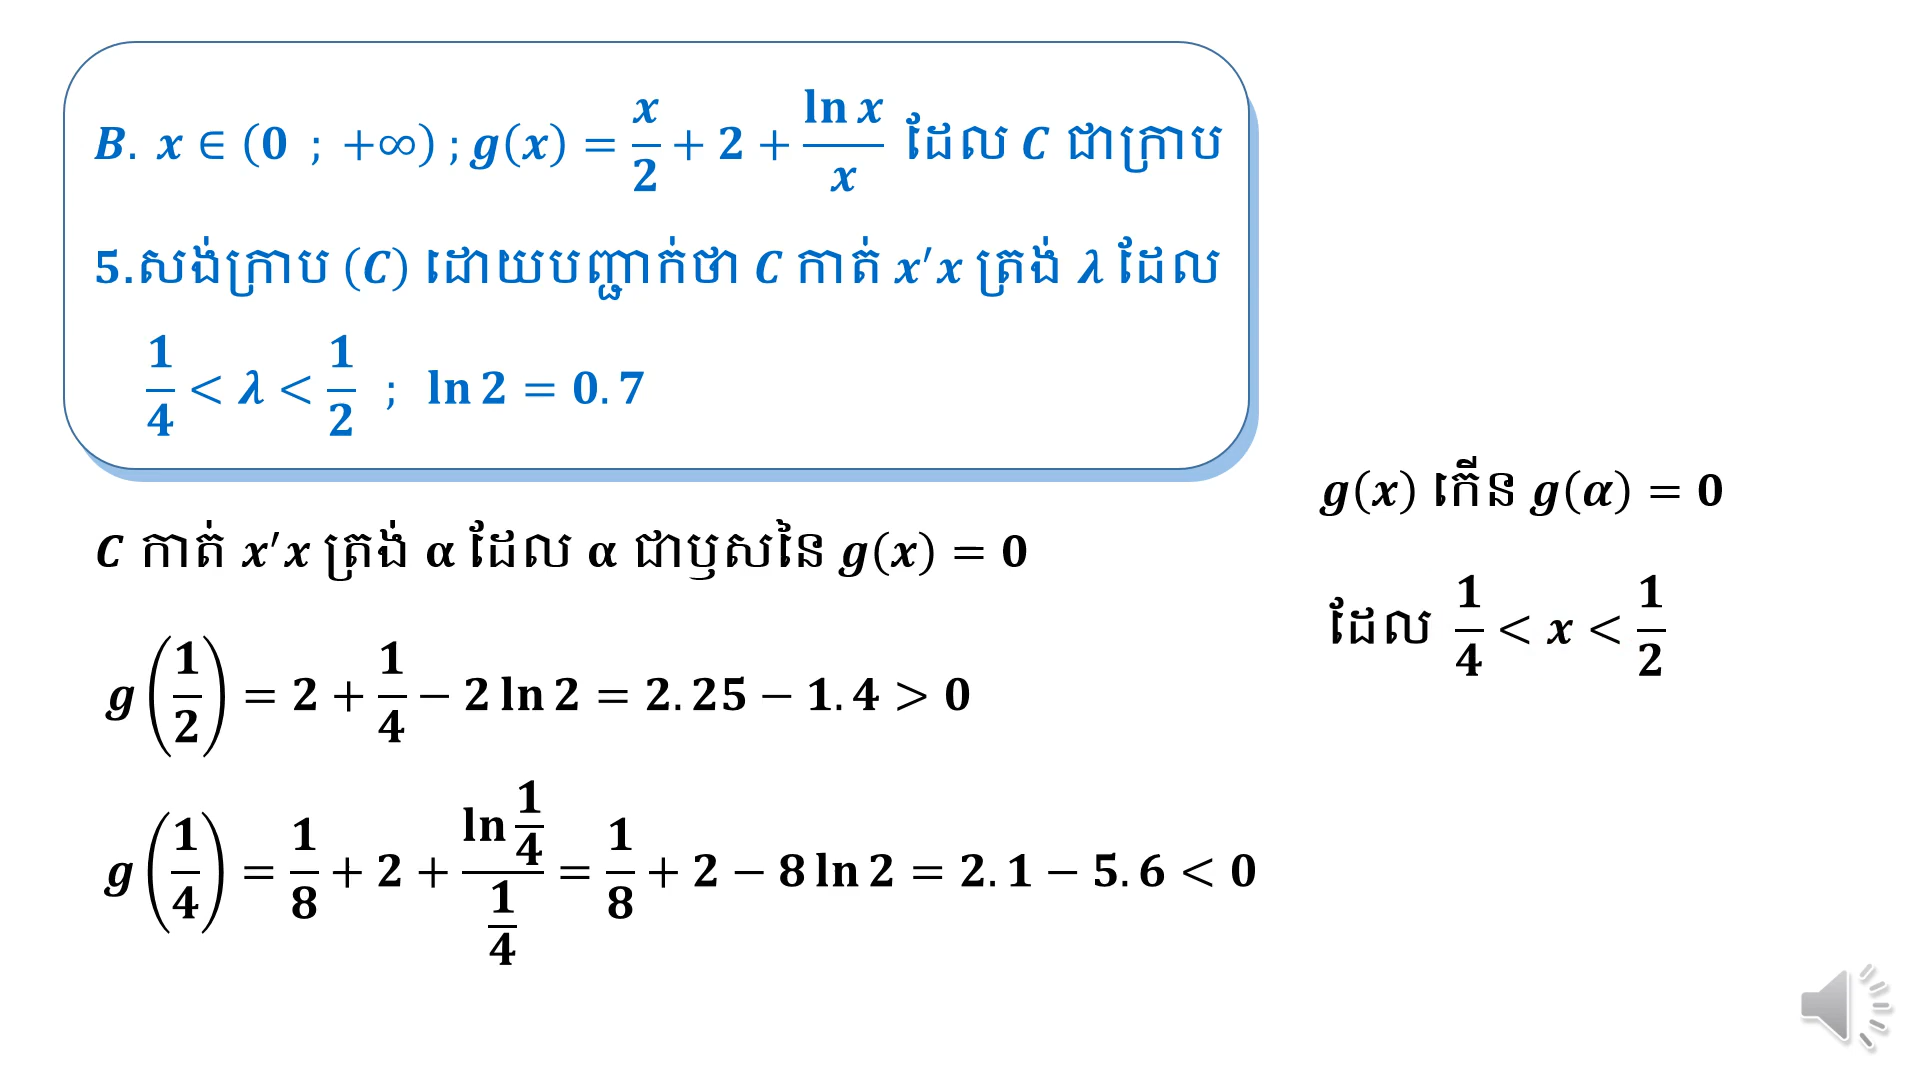 B. x ∈ (0 ; +∞) ; g(x) = x/2 + 2 + ln x/x ដែល C ជាក្រាប
5.សង់ក្រាប (C) ដោយបញ្ជាក់ថា C កាត់ x′x ត្រង់ λ ដែល
1/4 < λ < 1/2 ; ln 2 = 0.7
C កាត់ x′x ត្រង់ α ដែល α ជាឫសនៃ g(x) = 0
g(1/2) = 2 + 1/4 − 2 ln 2 = 2.25 − 1.4 > 0
g(1/4) = 1/8 + 2 + (ln 1/4)/(1/4) = 1/8 + 2 − 8 ln 2 = 2.1 − 5.6 < 0
g(x) កើន g(α) = 0
ដែល 1/4 < x < 1/2